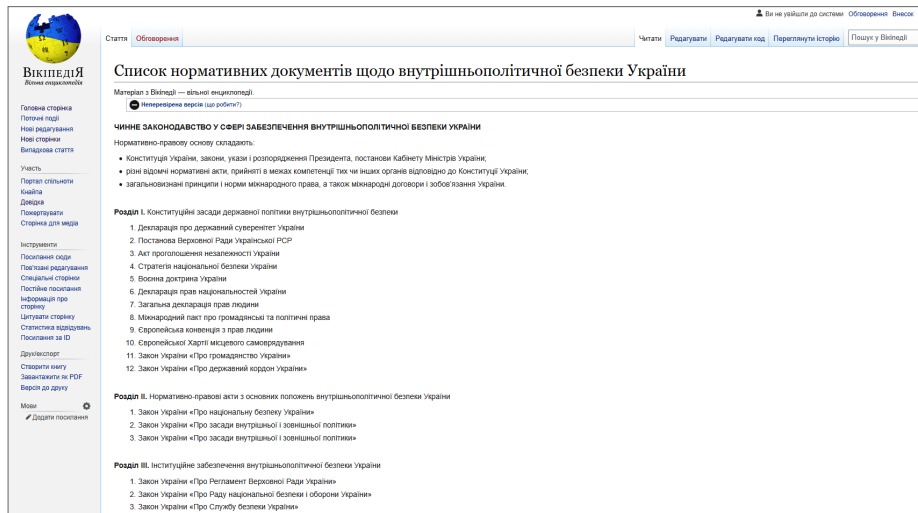 Ви не увійшли до системи Обговорення Внесок
ВікіпедіЯ
Вільна енциклопедія
Стаття Обговорення
Читати Редагувати Редагувати код Переглянути історію Пошук у Вікіпедії
Список нормативних документів щодо внутрішньополітичної безпеки України
Матеріал з Вікіпедії — вільної енциклопедії.
Неперевірена версія (що робити?)
Головна сторінка
Поточні події
Нові редагування
Нові сторінки
Випадкова стаття
Участь
Портал спільноти
Кнайпа
Довідка
Пожертвувати
Сторінка для медіа
Інструменти
Посилання сюди
Пов'язані редагування
Спеціальні сторінки
Постійне посилання
Інформація про
сторінку
Цитувати сторінку
Статистика відвідувань
Посилання за ID
Друк/експорт
Створити книгу
Завантажити як PDF
Версія до друку
Мови
Додати посилання
ЧИННЕ ЗАКОНОДАВСТВО У СФЕРІ ЗАБЕЗПЕЧЕННЯ ВНУТРІШНЬОПОЛІТИЧНОЇ БЕЗПЕКИ УКРАЇНИ
Нормативно-правову основу складають:
• Конституція України, закони, укази і розпорядження Президента, постанови Кабінету Міністрів України;
• різні відомчі нормативні акти, прийняті в межах компетенції тих чи інших органів відповідно до Конституції України;
• загальновизнані принципи і норми міжнародного права, а також міжнародні договори і зобов'язання України.
Розділ I. Конституційні засади державної політики внутрішньополітичної безпеки
1. Декларація про державний суверенітет України
2. Постанова Верховної Ради Української РСР
3. Акт проголошення незалежності України
4. Стратегія національної безпеки України
5. Воєнна доктрина України
6. Декларація прав національностей України
7. Загальна декларація прав людини
8. Міжнародний пакт про громадянські та політичні права
9. Європейська конвенція з прав людини
10. Європейської Хартії місцевого самоврядування
11. Закон України «Про громадянство України»
12. Закон України «Про державний кордон України»
Розділ II. Нормативно-правові акти з основних положень внутрішньополітичної безпеки України
1. Закон України «Про національну безпеку України»
2. Закон України «Про засади внутрішньої і зовнішньої політики»
3. Закон України «Про засади внутрішньої і зовнішньої політики»
Розділ III. Інституційне забезпечення внутрішньополітичної безпеки України
1. Закон України «Про Регламент Верховної Ради України»
2. Закон України «Про Раду національної безпеки і оборони України»
3. Закон України «Про Службу безпеки України»